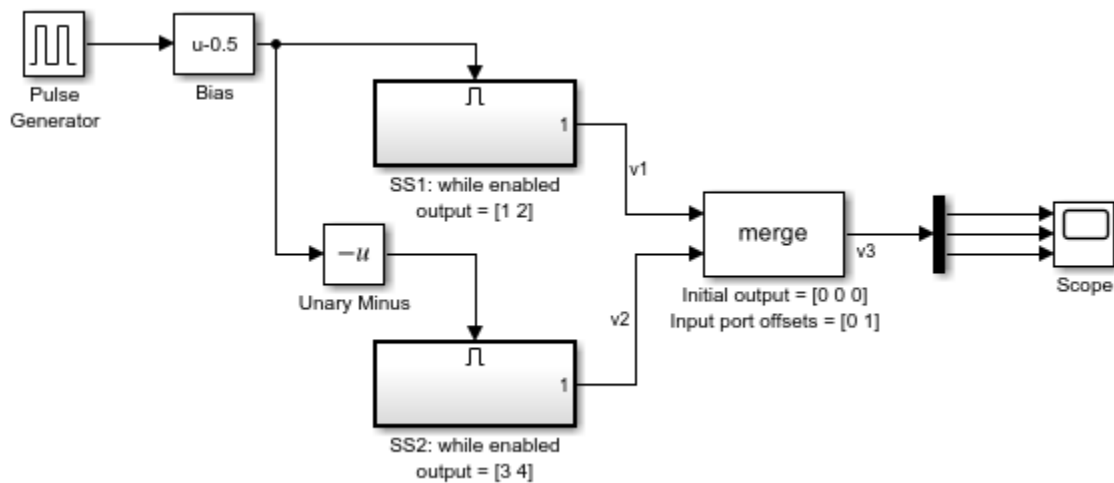 u-0.5
Pulse
Generator
Bias
1
SS1: while enabled
output = [1 2]
v1
merge
v3
Scope
Initial output = [0 0 0]
Input port offsets = [0 1]
-u
Unary Minus
v2
1
SS2: while enabled
output = [3 4]